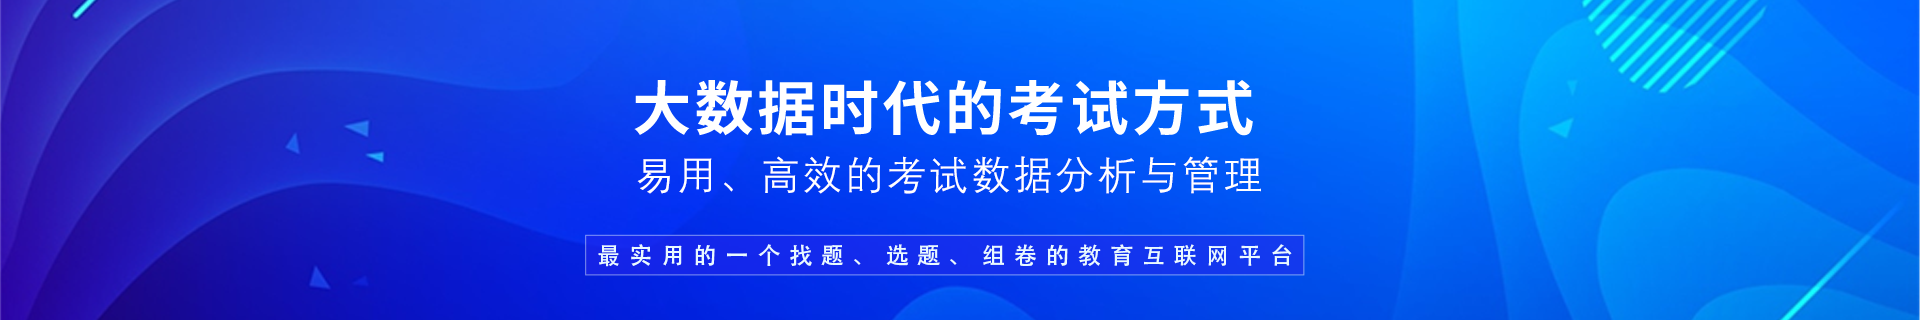 大数据时代的考试方式
易用、高效的考试数据分析与管理
最实用的一个找题、选题、组卷的教育互联网平台